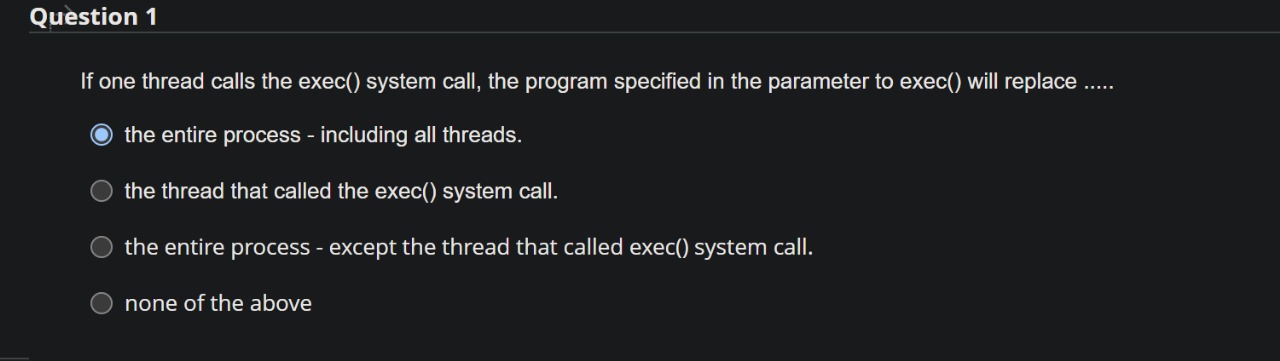 Question 1
If one thread calls the exec() system call, the program specified in the parameter to exec() will replace .....
the entire process - including all threads.
the thread that called the exec() system call.
the entire process - except the thread that called exec() system call.
none of the above